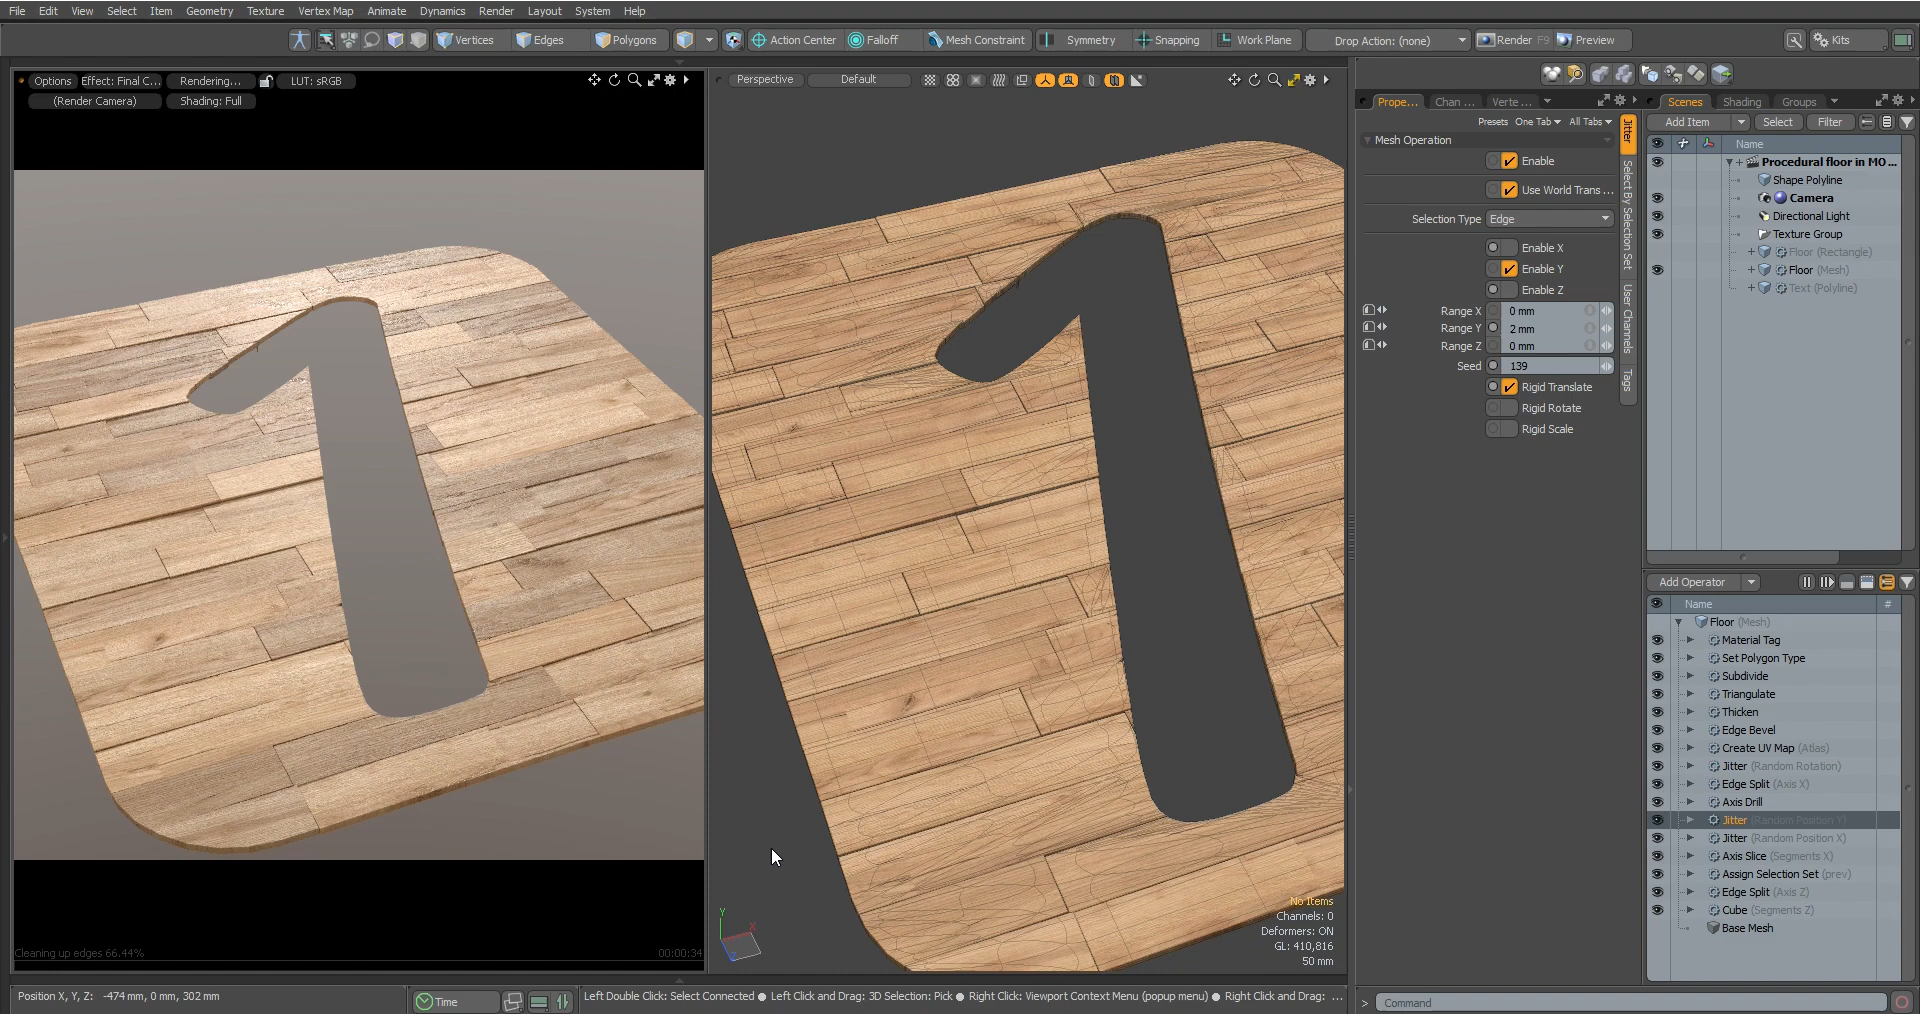 File Edit View Select Item Geometry Texture Vertex Map Animate Dynamics Render Layout System Help
Vertices Edges Polygons Action Center Falloff Mesh Constraint Symmetry Snapping Work Plane Drop Action: (none) Render F9 Preview Kits
Options Effect: Final C... Rendering... LUT: sRGB
(Render Camera) Shading: Full
Perspective Default
Prope... Chan ... Verte ...
Presets One Tab All Tabs
Mesh Operation
Enable
Use World Trans ...
Selection Type Edge
Enable X
Enable Y
Enable Z
Range X 0 mm
Range Y 2 mm
Range Z 0 mm
Seed 139
Rigid Translate
Rigid Rotate
Rigid Scale
Jitter
Select By Selection Set
User Channels
Tags
Scenes Shading Groups
Add Item Select Filter
Name
Procedural floor in MO ...
Shape Polyline
Camera
Directional Light
Texture Group
Floor (Rectangle)
Floor (Mesh)
Text (Polyline)
Add Operator
Name #
Floor (Mesh)
Material Tag
Set Polygon Type
Subdivide
Triangulate
Thicken
Edge Bevel
Create UV Map (Atlas)
Jitter (Random Rotation)
Edge Split (Axis X)
Axis Drill
Jitter (Random Position Y)
Jitter (Random Position X)
Axis Slice (Segments X)
Assign Selection Set (prev)
Edge Split (Axis Z)
Cube (Segments Z)
Base Mesh
No Items
Channels: 0
Deformers: ON
GL: 410,816
50 mm
Y
X
Z
Cleaning up edges 66.44% 00:00:34
Position X, Y, Z: -474 mm, 0 mm, 302 mm
Time
Left Double Click: Select Connected ● Left Click and Drag: 3D Selection: Pick ● Right Click: Viewport Context Menu (popup menu) ● Right Click and Drag: ...
> Command